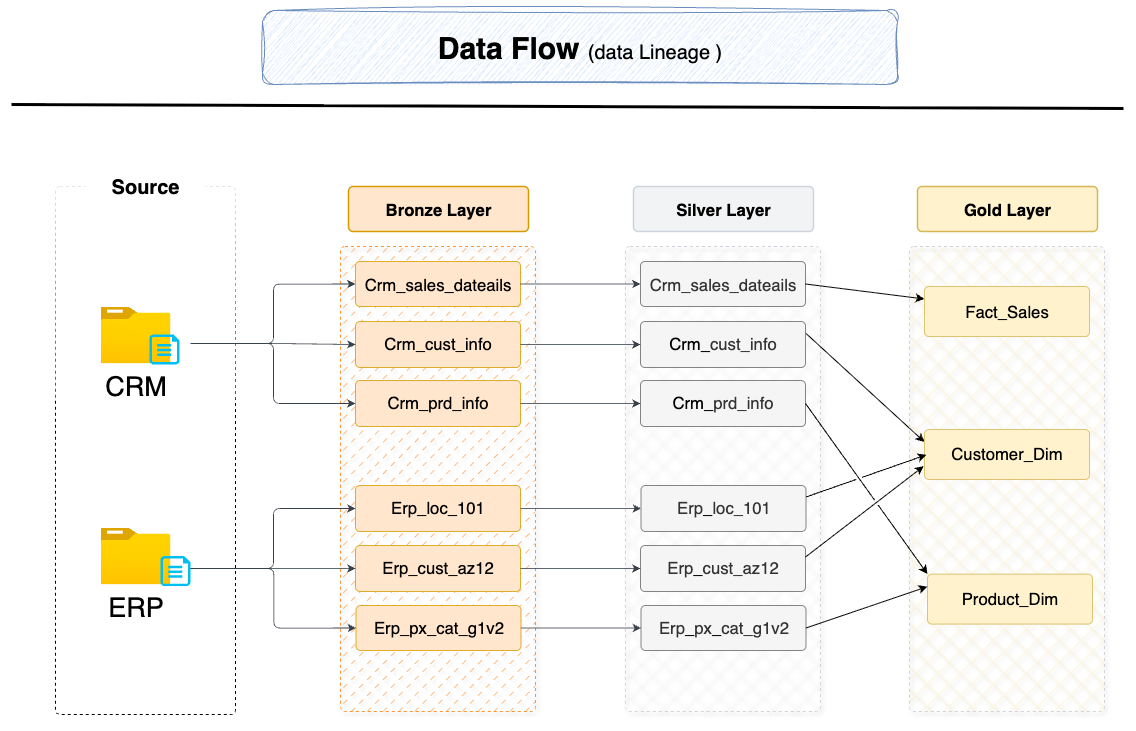 Data Flow (data Lineage )
Source
CRM
ERP
Bronze Layer
Crm_sales_dateails
Crm_cust_info
Crm_prd_info
Erp_loc_101
Erp_cust_az12
Erp_px_cat_g1v2
Silver Layer
Crm_sales_dateails
Crm_cust_info
Crm_prd_info
Erp_loc_101
Erp_cust_az12
Erp_px_cat_g1v2
Gold Layer
Fact_Sales
Customer_Dim
Product_Dim